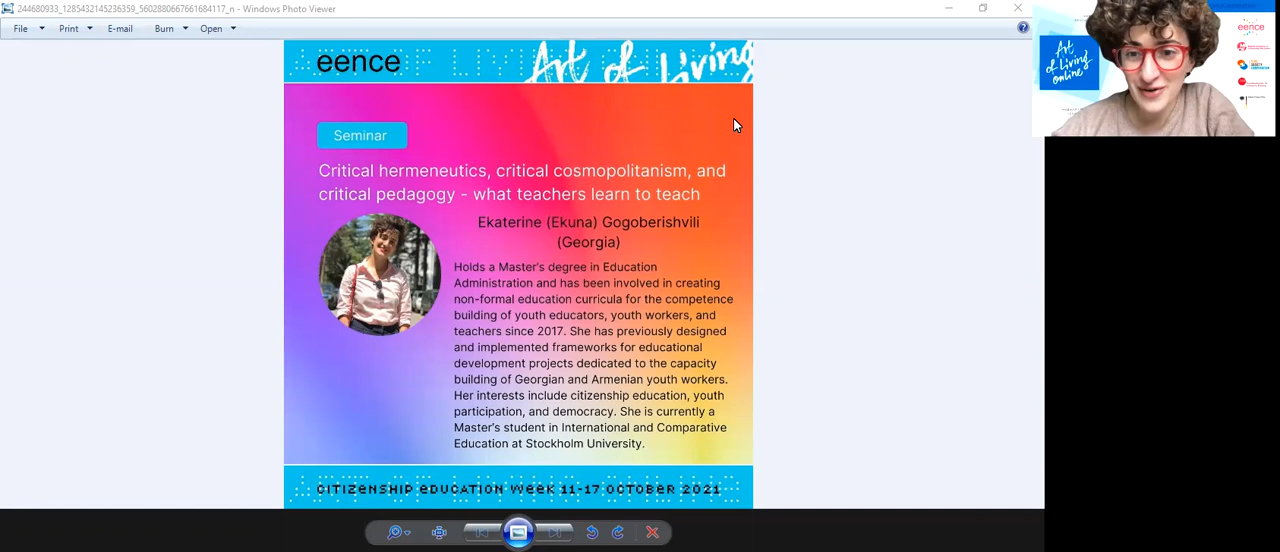 244680933_1285432145236359_5602880667661684117_n - Windows Photo Viewer
File Print E-mail Burn Open
eence
Art of Living
Seminar
Critical hermeneutics, critical cosmopolitanism, and
critical pedagogy - what teachers learn to teach
Ekaterine (Ekuna) Gogoberishvili
(Georgia)
Holds a Master's degree in Education
Administration and has been involved in creating
non-formal education curricula for the competence
building of youth educators, youth workers, and
teachers since 2017. She has previously designed
and implemented frameworks for educational
development projects dedicated to the capacity
building of Georgian and Armenian youth workers.
Her interests include citizenship education, youth
participation, and democracy. She is currently a
Master's student in International and Comparative
Education at Stockholm University.
CITIZENSHIP EDUCATION WEEK 11-17 OCTOBER 2021
Art
of Living
online
eence